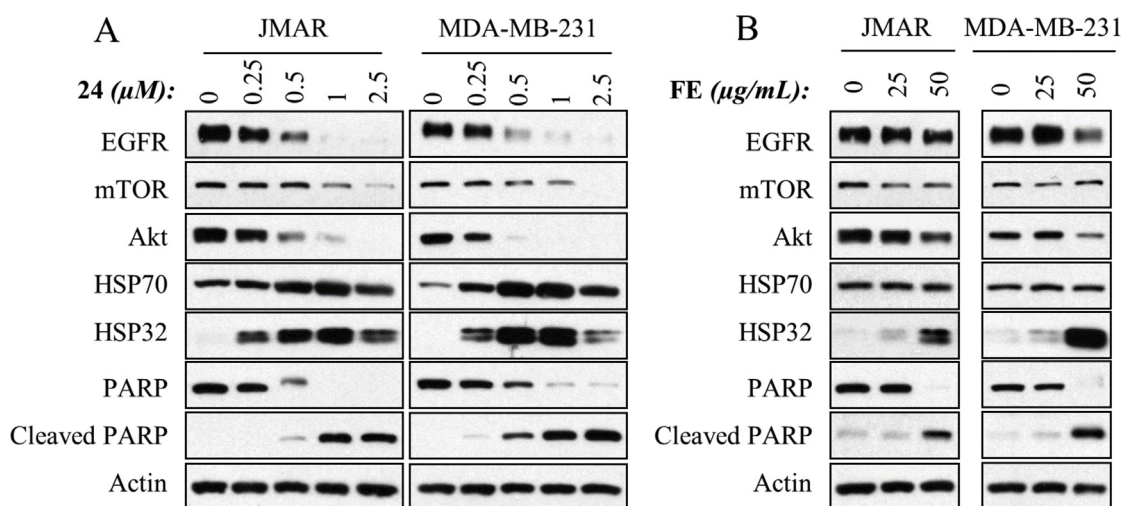 A
JMAR
MDA-MB-231
24 (µM):
0
0.25
0.5
1
2.5
0
0.25
0.5
1
2.5
EGFR
mTOR
Akt
HSP70
HSP32
PARP
Cleaved PARP
Actin
B
JMAR
MDA-MB-231
FE (µg/mL):
0
25
50
0
25
50
EGFR
mTOR
Akt
HSP70
HSP32
PARP
Cleaved PARP
Actin